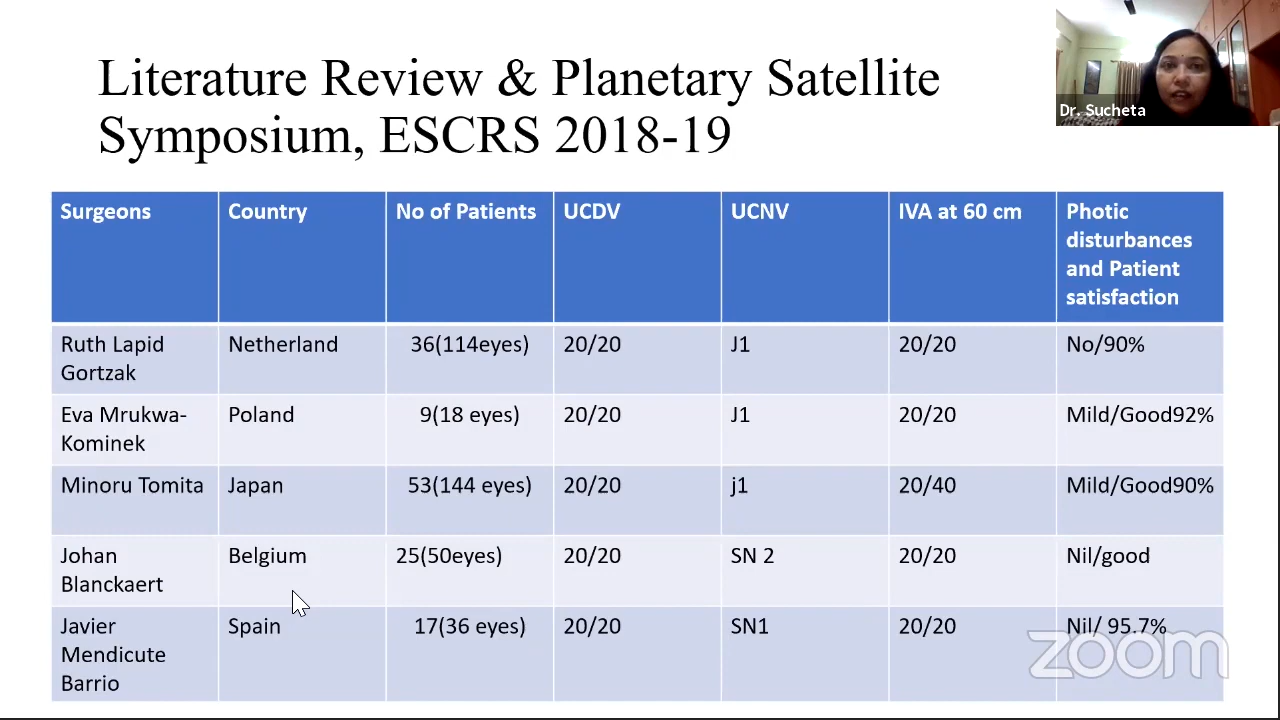 Literature Review & Planetary Satellite
Symposium, ESCRS 2018-19
Dr. Sucheta
Surgeons Country No of Patients UCDV UCNV IVA at 60 cm Photic
disturbances
and Patient
satisfaction
Ruth Lapid Netherland 36(114eyes) 20/20 J1 20/20 No/90%
Gortzak
Eva Mrukwa- Poland 9(18 eyes) 20/20 J1 20/20 Mild/Good92%
Kominek
Minoru Tomita Japan 53(144 eyes) 20/20 j1 20/40 Mild/Good90%
Johan Belgium 25(50eyes) 20/20 SN 2 20/20 Nil/good
Blanckaert
Javier Spain 17(36 eyes) 20/20 SN1 20/20 Nil/ 95.7%
Mendicute
Barrio
zoom